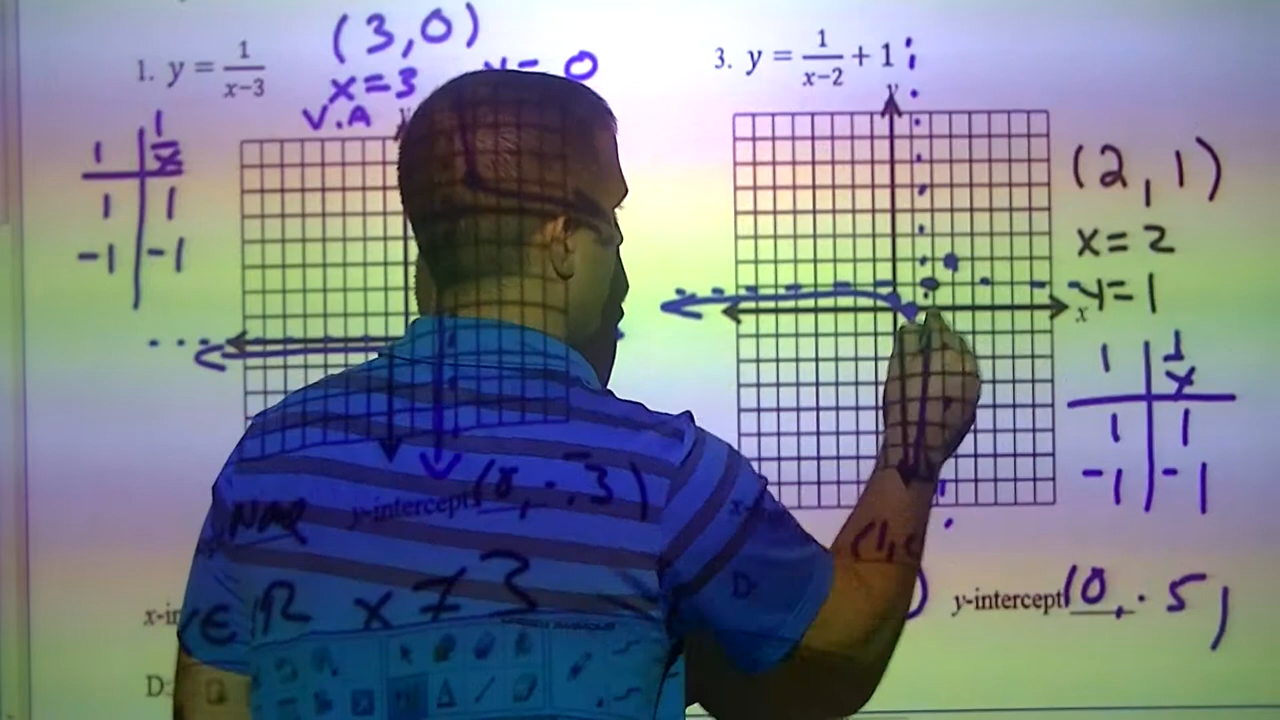 (3,0)
1. y = 1/(x-3)
x=3 y= 0
V.A
1 | 1/x
1 | 1
-1 | -1
y-intercept (0, -.3)
None
x ∈ ℝ x ≠ 3
D:
3. y = 1/(x-2) + 1
y
x
(2, 1)
x=2
y=1
1 | 1/x
1 | 1
-1 | -1
D:
y-intercept (0, .5)